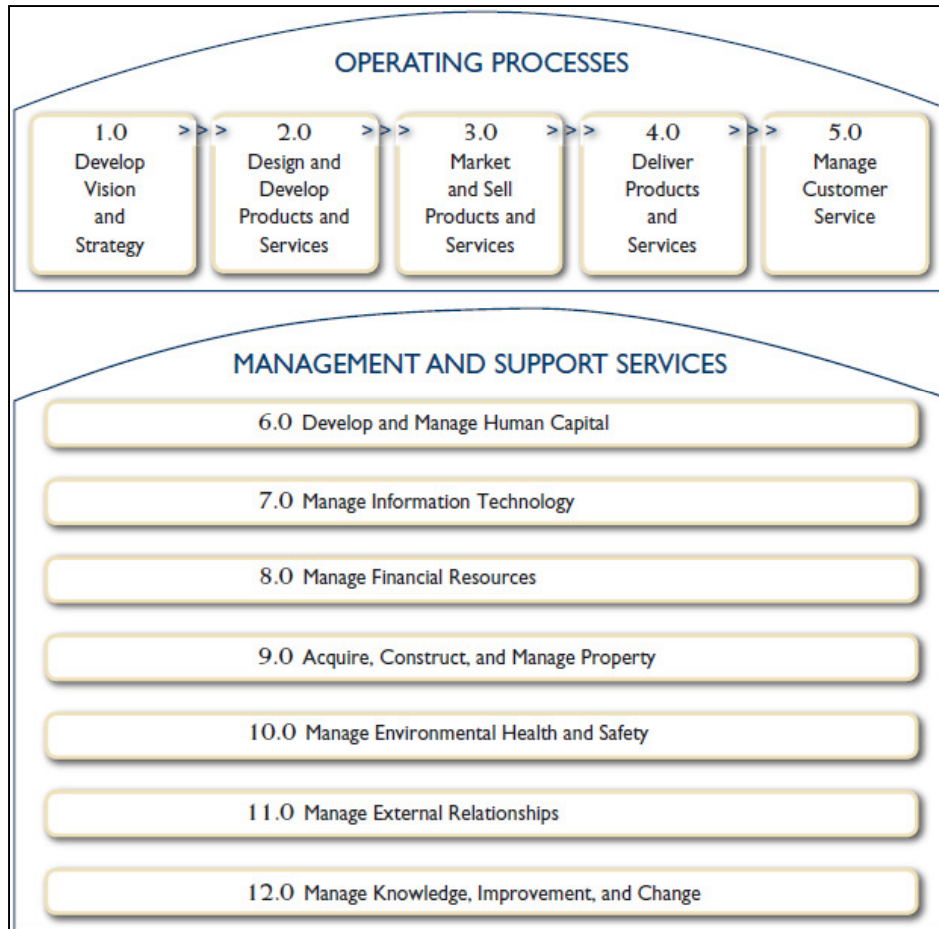 OPERATING PROCESSES
1.0 >>> 2.0 >>> 3.0 >>> 4.0 >>> 5.0
Develop
Vision
and
Strategy
Design and
Develop
Products and
Services
Market
and Sell
Products and
Services
Deliver
Products
and
Services
Manage
Customer
Service
MANAGEMENT AND SUPPORT SERVICES
6.0 Develop and Manage Human Capital
7.0 Manage Information Technology
8.0 Manage Financial Resources
9.0 Acquire, Construct, and Manage Property
10.0 Manage Environmental Health and Safety
11.0 Manage External Relationships
12.0 Manage Knowledge, Improvement, and Change